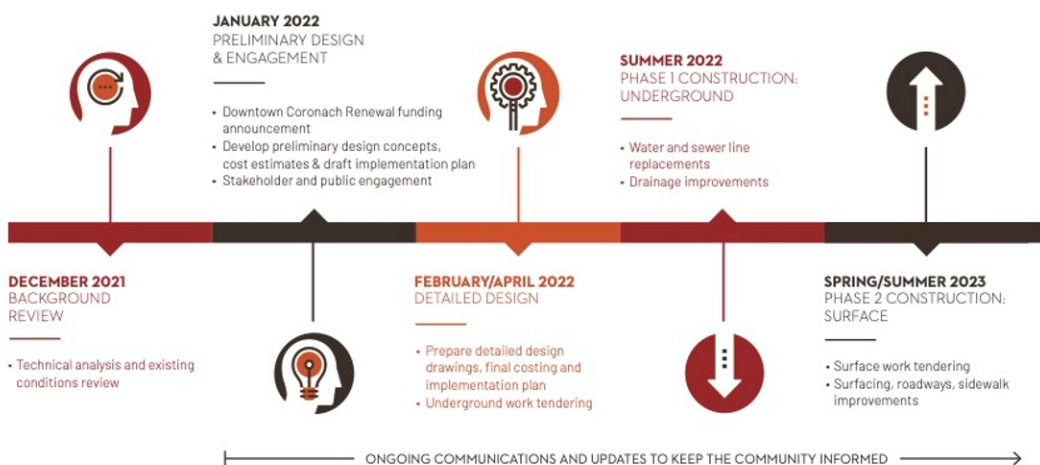 JANUARY 2022
PRELIMINARY DESIGN
& ENGAGEMENT
• Downtown Coronach Renewal funding
announcement
• Develop preliminary design concepts,
cost estimates & draft implementation plan
• Stakeholder and public engagement
SUMMER 2022
PHASE 1 CONSTRUCTION:
UNDERGROUND
• Water and sewer line
replacements
• Drainage improvements
DECEMBER 2021
BACKGROUND
REVIEW
• Technical analysis and existing
conditions review
FEBRUARY/APRIL 2022
DETAILED DESIGN
• Prepare detailed design
drawings, final costing and
implementation plan
• Underground work tendering
SPRING/SUMMER 2023
PHASE 2 CONSTRUCTION:
SURFACE
• Surface work tendering
• Surfacing, roadways, sidewalk
improvements
ONGOING COMMUNICATIONS AND UPDATES TO KEEP THE COMMUNITY INFORMED